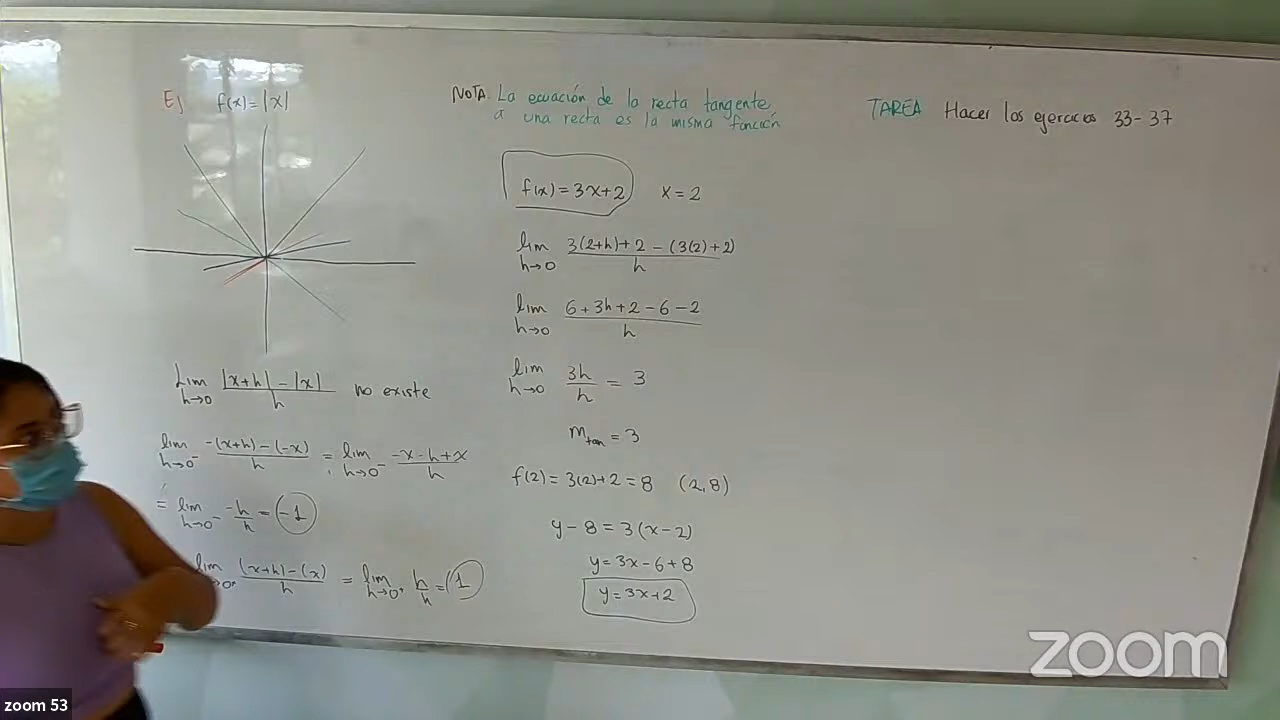 Ej f(x) = |x|
Lim h→0 |x+h| - |x| / h no existe
lim h→0⁻ -(x+h) - (-x) / h = lim h→0⁻ -x-h+x / h
= lim h→0⁻ -h/h = -1
lim h→0⁺ (x+h) - (x) / h = lim h→0⁺ h/h = 1
NOTA. La ecuación de la recta tangente
a una recta es la misma función
f(x) = 3x+2 x = 2
lim h→0 3(2+h)+2 - (3(2)+2) / h
lim h→0 6+3h+2-6-2 / h
lim h→0 3h/h = 3
m tan = 3
f(2) = 3(2)+2 = 8 (2,8)
y - 8 = 3(x-2)
y = 3x - 6 + 8
y = 3x+2
TAREA Hacer los ejercicios 33-37
zoom
zoom 53